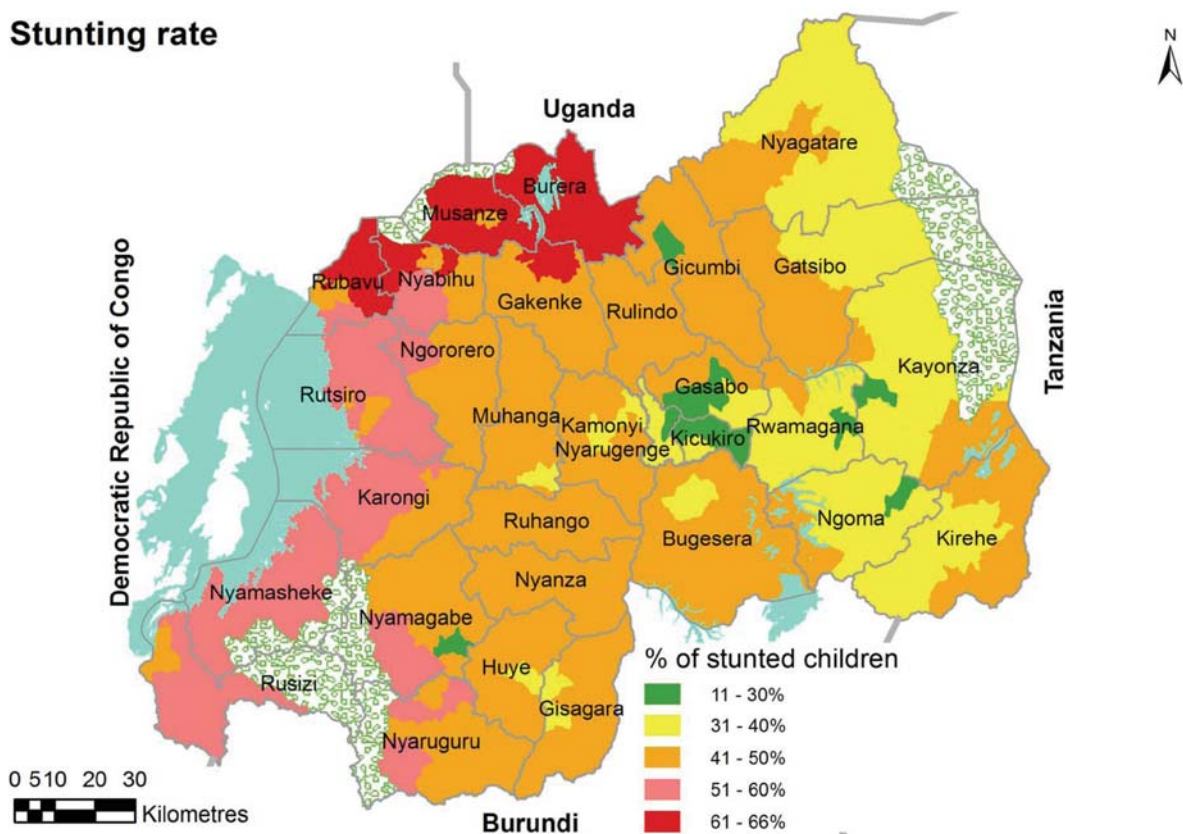 Stunting rate
N
Uganda
Nyagatare
Burera
Musanze
Rubavu
Nyabihu
Gicumbi
Gatsibo
Gakenke
Rulindo
Democratic Republic of Congo
Tanzania
Ngororero
Kayonza
Gasabo
Rutsiro
Muhanga
Kamonyi
Rwamagana
Nyarugenge
Kicukiro
Karongi
Ruhango
Ngoma
Bugesera
Kirehe
Nyanza
Nyamasheke
Nyamagabe
Huye
Rusizi
Gisagara
Nyaruguru
Burundi
% of stunted children
11 - 30%
31 - 40%
41 - 50%
51 - 60%
61 - 66%
0 5 10 20 30
Kilometres